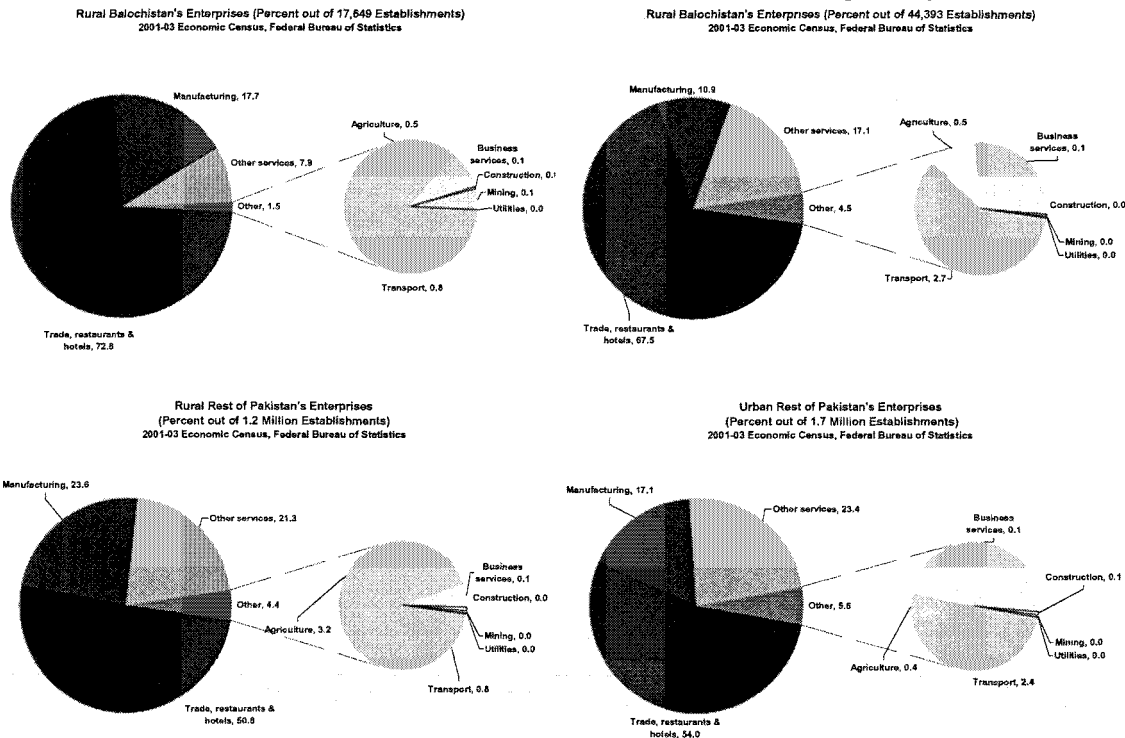 Rural Balochistan's Enterprises (Percent out of 17,649 Establishments)
2001-03 Economic Census, Federal Bureau of Statistics
Manufacturing, 17.7
Agriculture, 0.5
Business
services, 0.1
Other services, 7.9
Construction, 0.1
Mining, 0.1
Other, 1.5
Utilities, 0.0
Transport, 0.8
Trade, restaurants &
hotels, 72.8
Rural Balochistan's Enterprises (Percent out of 44,393 Establishments)
2001-03 Economic Census, Federal Bureau of Statistics
Manufacturing, 10.9
Agriculture, 0.5
Other services, 17.1
Business
services, 0.1
Other, 4.5
Construction, 0.0
Mining, 0.0
Utilities, 0.0
Transport, 2.7
Trade, restaurants &
hotels, 67.5
Rural Rest of Pakistan's Enterprises
(Percent out of 1.2 Million Establishments)
2001-03 Economic Census, Federal Bureau of Statistics
Manufacturing, 23.6
Other services, 21.3
Business
services, 0.1
Construction, 0.0
Other, 4.4
Agriculture, 3.2
Mining, 0.0
Utilities, 0.0
Transport, 0.8
Trade, restaurants &
hotels, 50.8
Urban Rest of Pakistan's Enterprises
(Percent out of 1.7 Million Establishments)
2001-03 Economic Census, Federal Bureau of Statistics
Manufacturing, 17.1
Other services, 23.4
Business
services, 0.1
Construction, 0.1
Other, 5.6
Mining, 0.0
Utilities, 0.0
Agriculture, 0.4
Transport, 2.4
Trade, restaurants &
hotels, 54.0